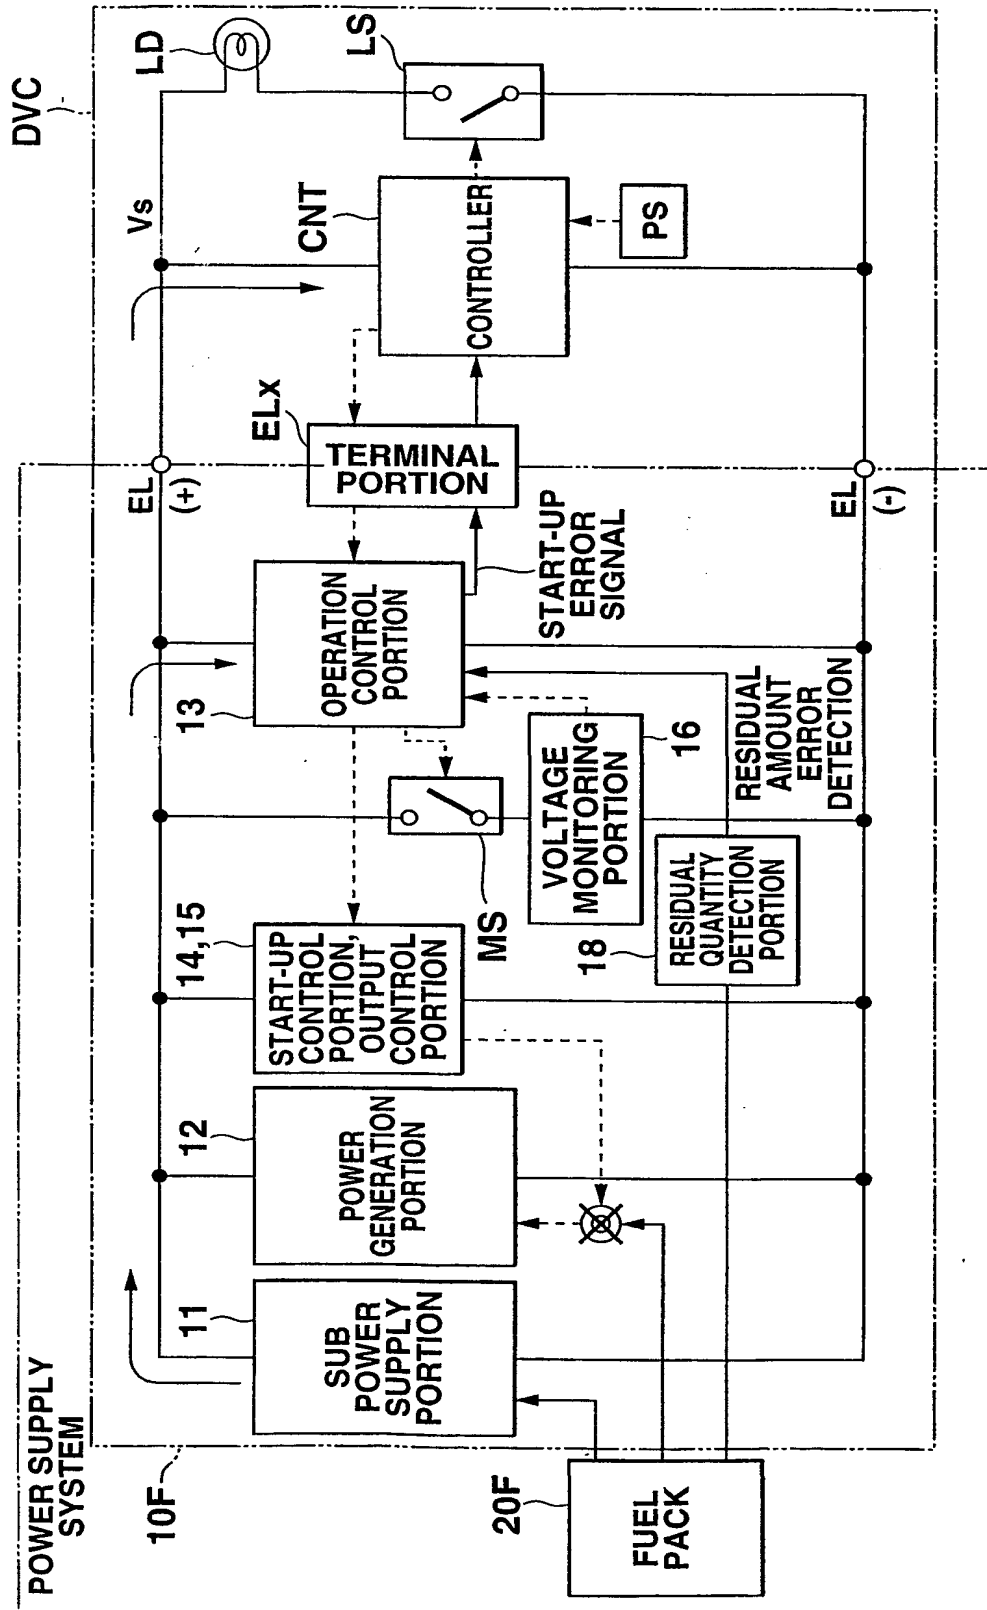 POWER SUPPLY
SYSTEM
10F
20F
FUEL
PACK
11
SUB
POWER
SUPPLY
PORTION
12
POWER
GENERATION
PORTION
14,15
START-UP
CONTROL
PORTION,
OUTPUT
CONTROL
PORTION
MS
18
RESIDUAL
QUANTITY
DETECTION
PORTION
VOLTAGE
MONITORING
PORTION
16
13
OPERATION
CONTROL
PORTION
RESIDUAL
AMOUNT
ERROR
DETECTION
START-UP
ERROR
SIGNAL
EL
(+)
EL
(-)
ELx
TERMINAL
PORTION
CNT
CONTROLLER
PS
Vs
DVC
LD
LS